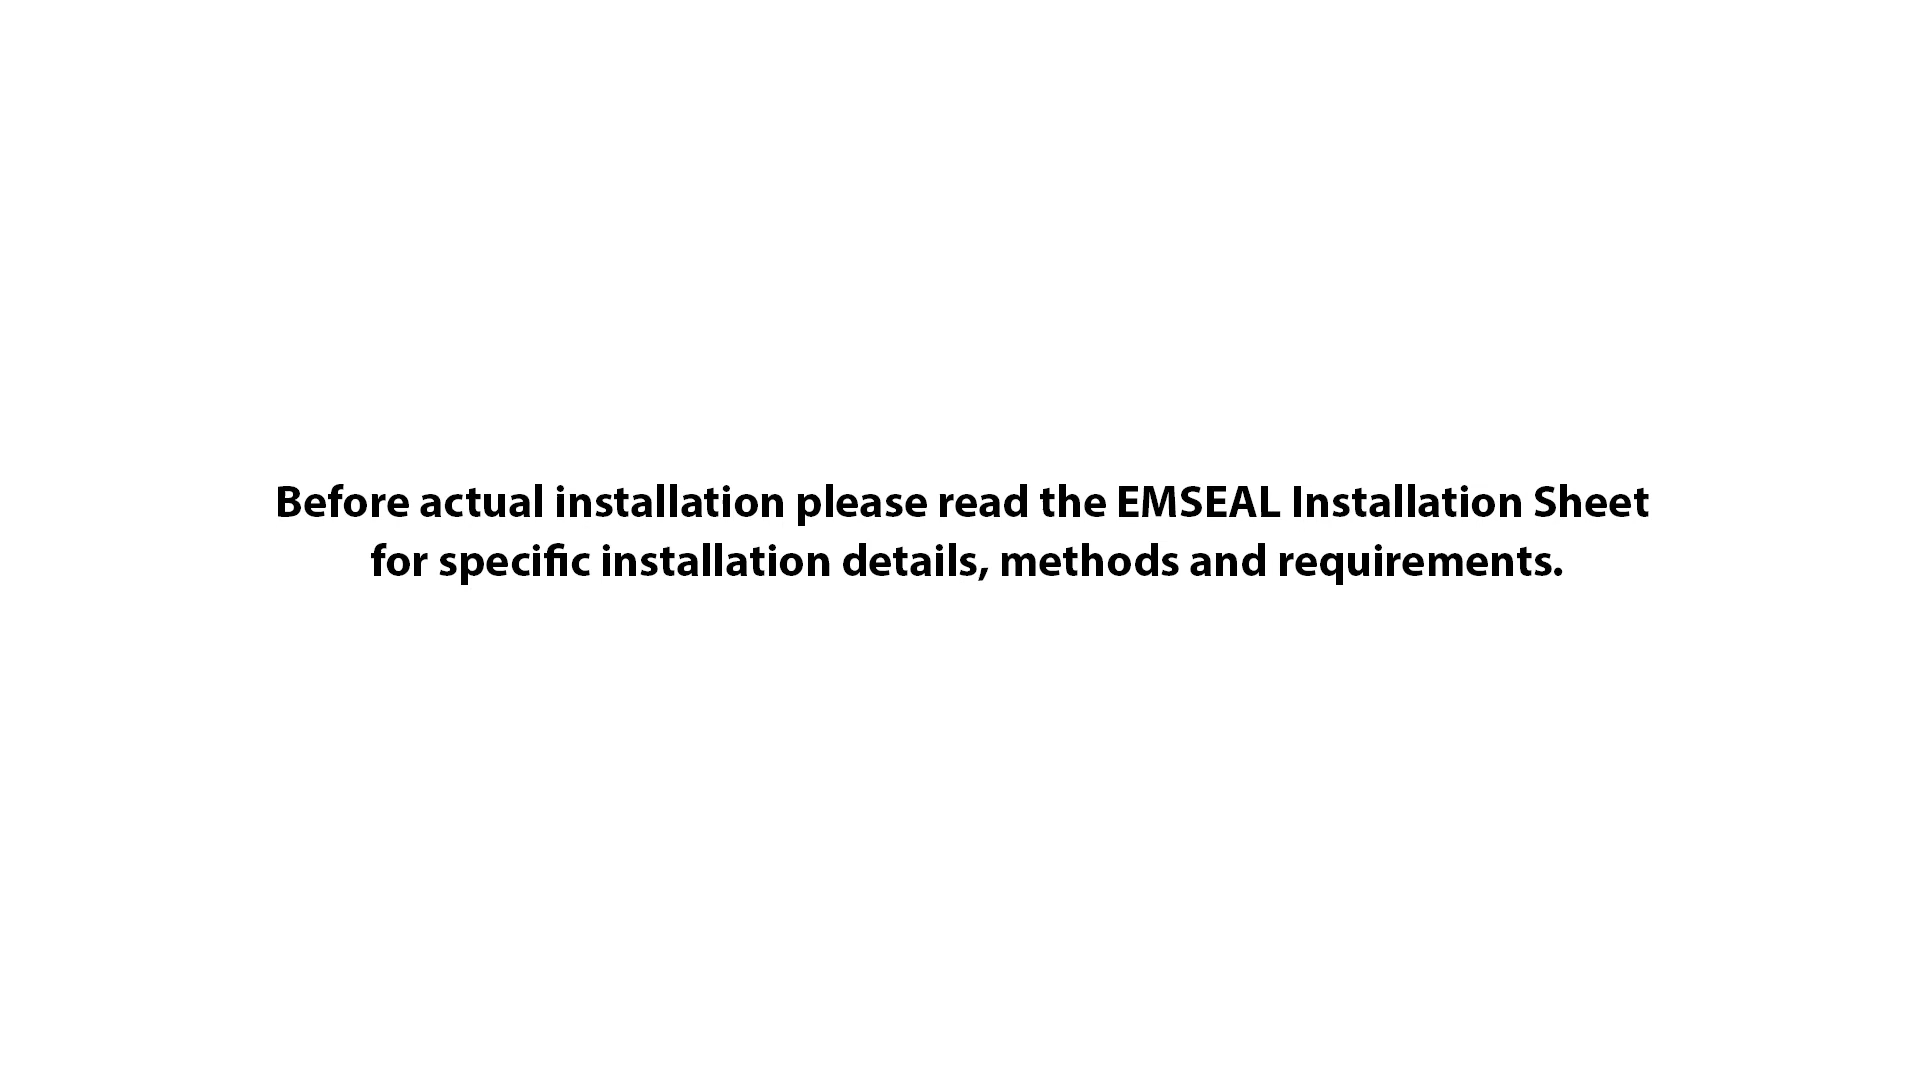 Before actual installation please read the EMSEAL Installation Sheet
for specific installation details, methods and requirements.